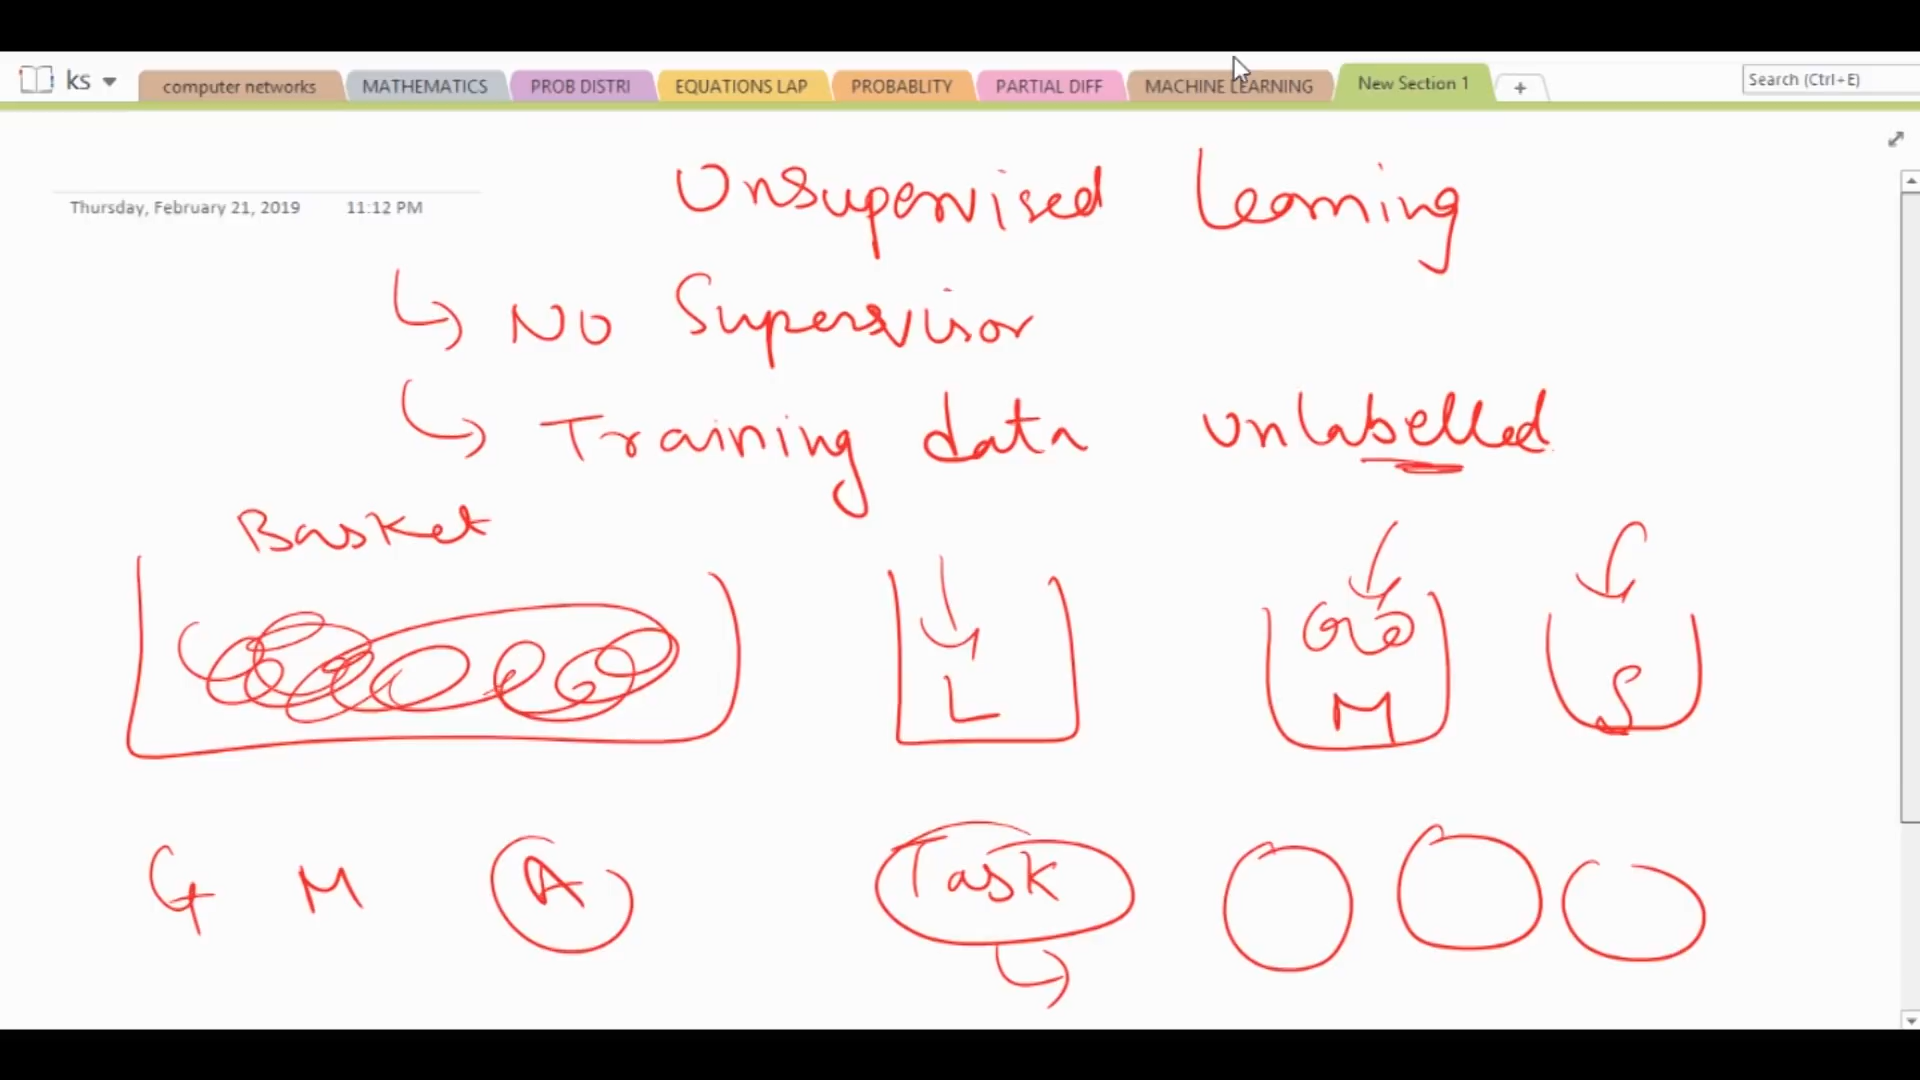 ks computer networks MATHEMATICS PROB DISTRI EQUATIONS LAP PROBABLITY PARTIAL DIFF MACHINE LEARNING New Section 1 + Search (Ctrl+E)
Unsupervised Learning
Thursday, February 21, 2019 11:12 PM
No Supervisor
Training data unlabelled
Basket
L M S
G M A Task